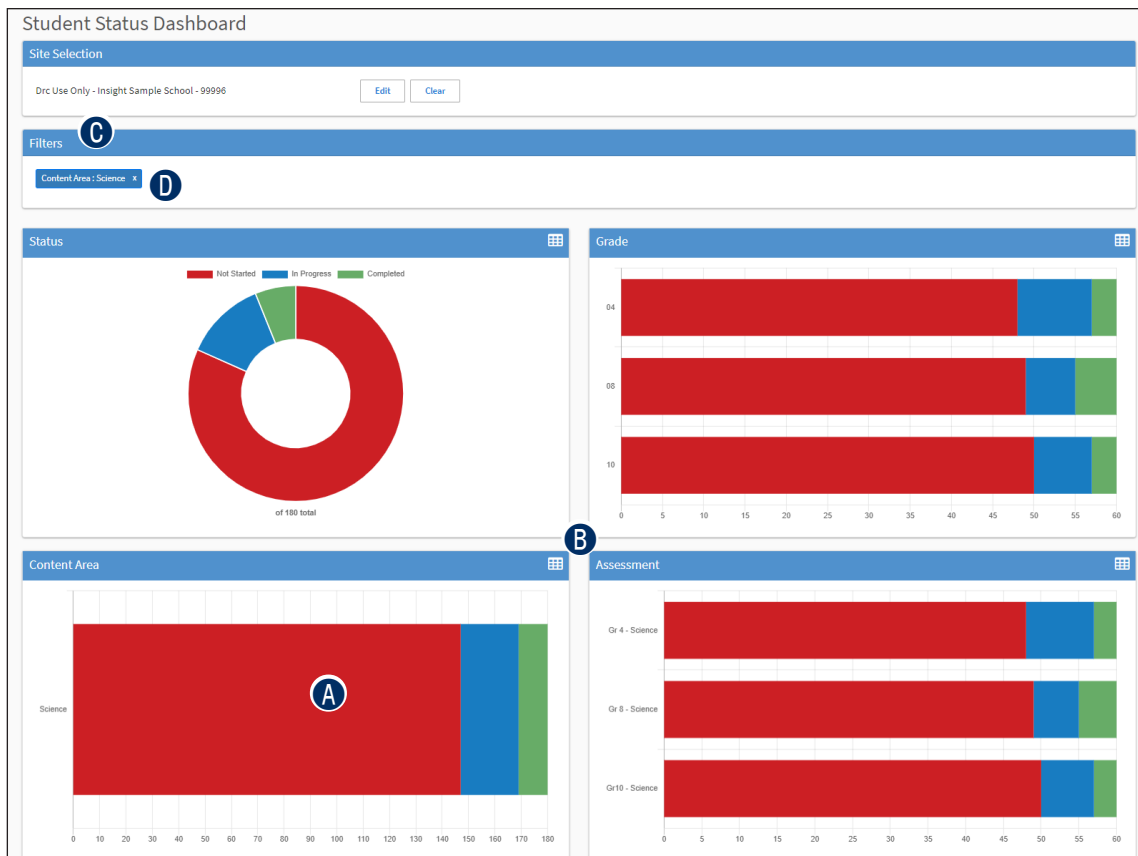 Student Status Dashboard
Site Selection
Drc Use Only - Insight Sample School - 99996
Edit
Clear
C
Filters
Content Area : Science x
D
Status
Not Started In Progress Completed
of 180 total
Grade
04
08
10
0 5 10 15 20 25 30 35 40 45 50 55 60
B
Content Area
Science
A
0 10 20 30 40 50 60 70 80 90 100 110 120 130 140 150 160 170 180
Assessment
Gr 4 - Science
Gr 8 - Science
Gr10 - Science
0 5 10 15 20 25 30 35 40 45 50 55 60